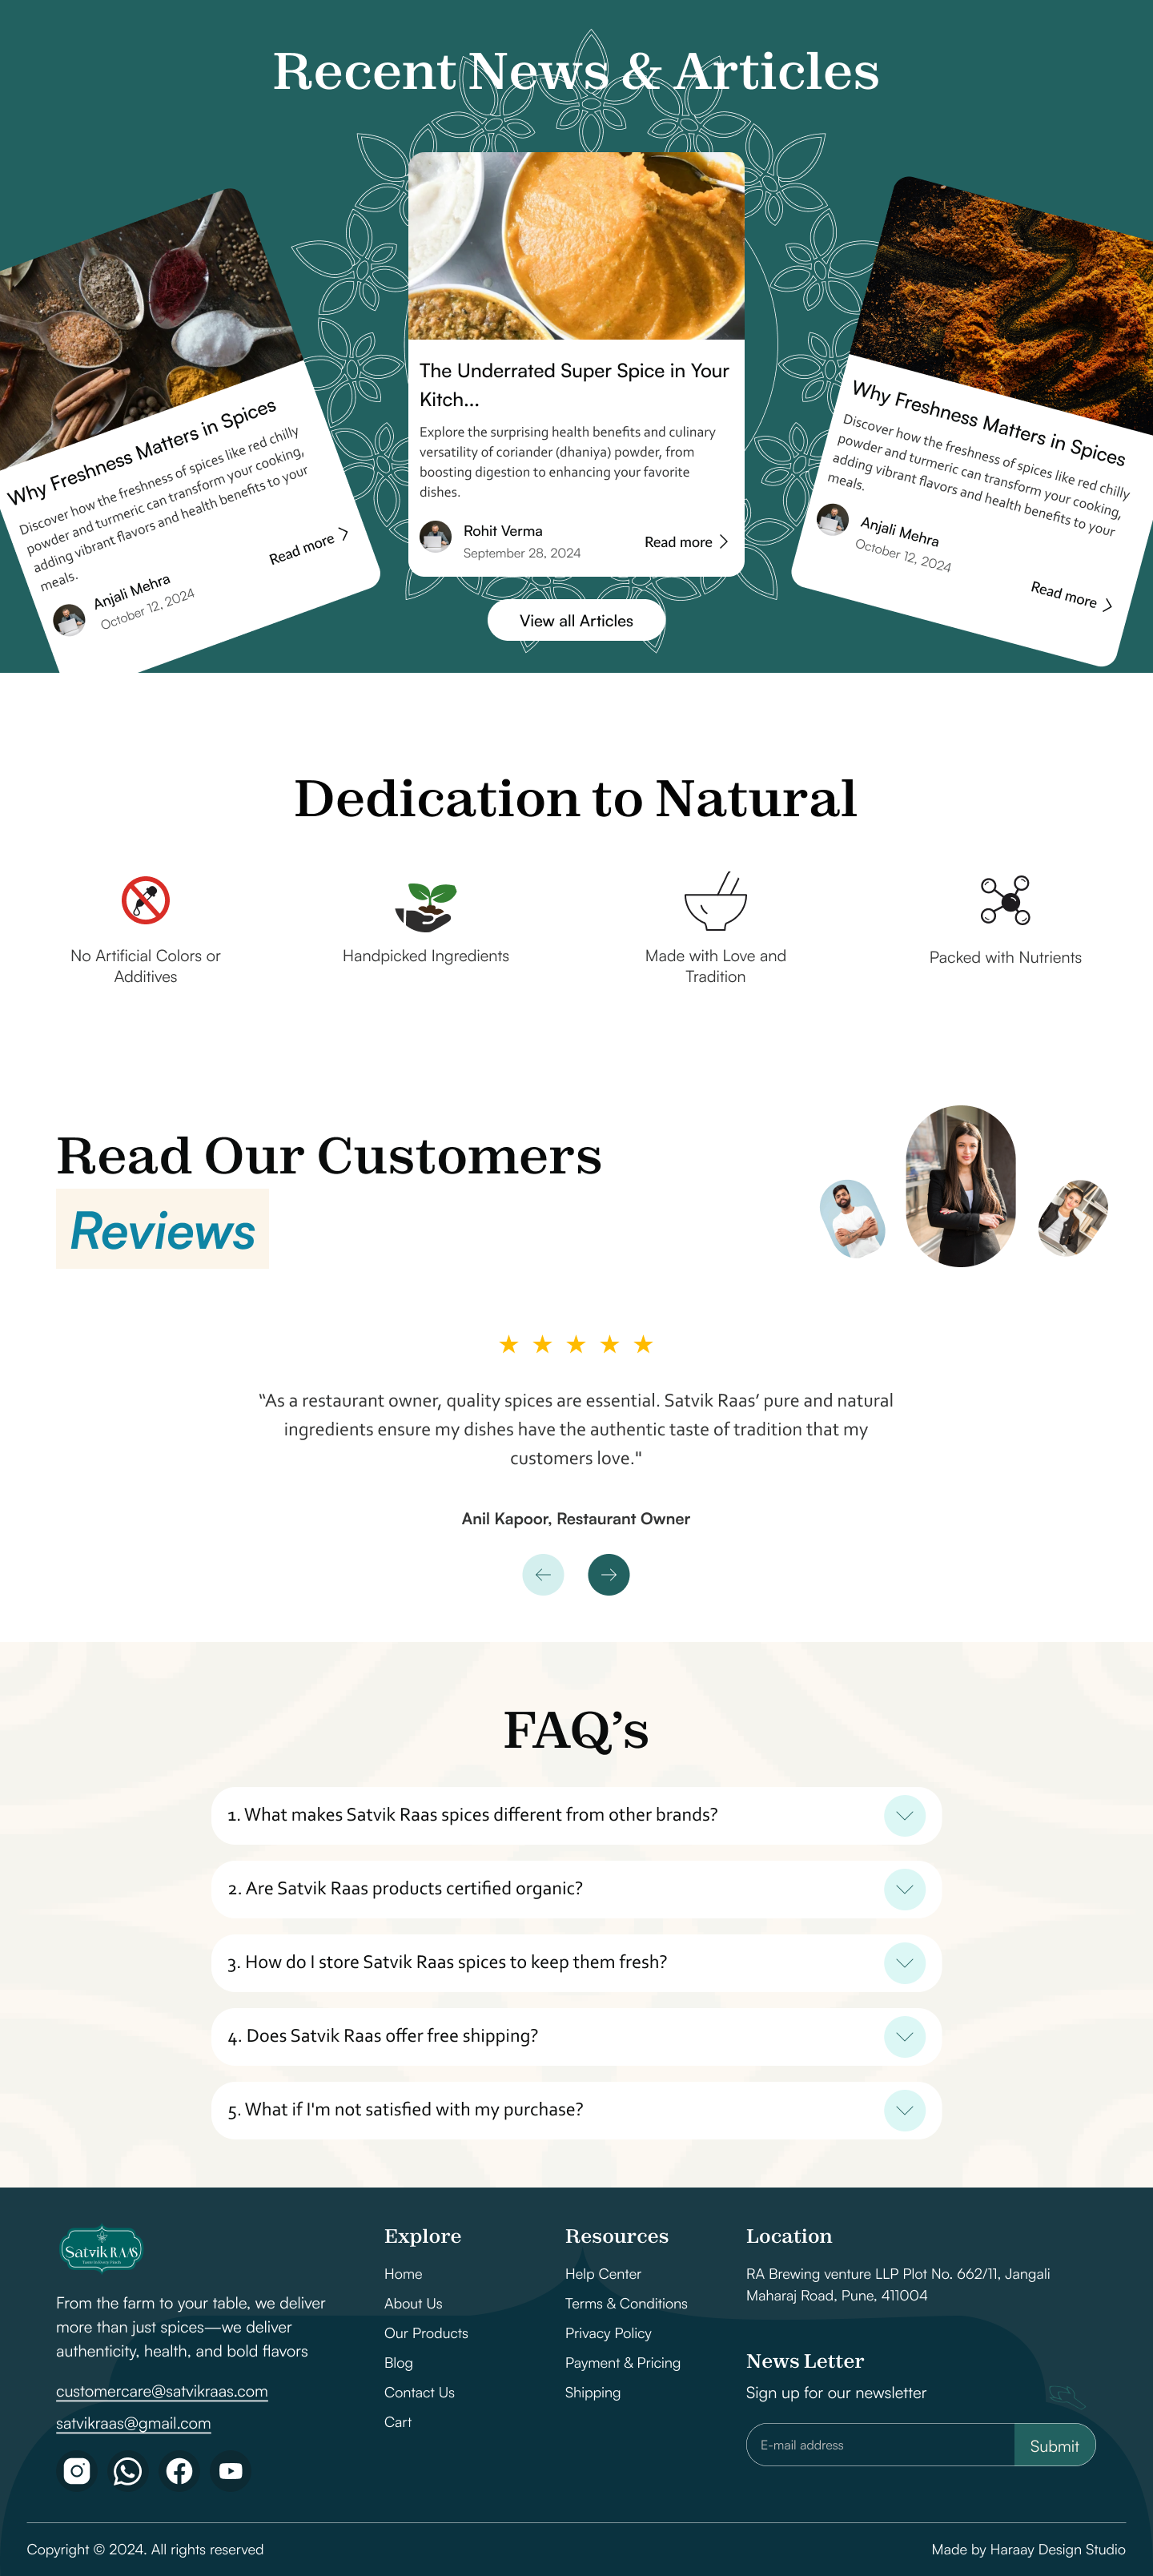 Recent News & Articles
Why Freshness Matters in Spices
Discover how the freshness of spices like red chilly
powder and turmeric can transform your cooking,
adding vibrant flavors and health benefits to your
meals.
Anjali Mehra
October 12, 2024
Read more
The Underrated Super Spice in Your
Kitch...
Explore the surprising health benefits and culinary
versatility of coriander (dhaniya) powder, from
boosting digestion to enhancing your favorite
dishes.
Rohit Verma
September 28, 2024
Read more
Why Freshness Matters in Spices
Discover how the freshness of spices like red chilly
powder and turmeric can transform your cooking,
adding vibrant flavors and health benefits to your
meals.
Anjali Mehra
October 12, 2024
Read more
View all Articles
Dedication to Natural
No Artificial Colors or
Additives
Handpicked Ingredients
Made with Love and
Tradition
Packed with Nutrients
Read Our Customers
Reviews
“As a restaurant owner, quality spices are essential. Satvik Raas’ pure and natural
ingredients ensure my dishes have the authentic taste of tradition that my
customers love."
Anil Kapoor, Restaurant Owner
FAQ’s
1. What makes Satvik Raas spices different from other brands?
2. Are Satvik Raas products certified organic?
3. How do I store Satvik Raas spices to keep them fresh?
4. Does Satvik Raas offer free shipping?
5. What if I'm not satisfied with my purchase?
Satvik RAAS
From the farm to your table, we deliver
more than just spices—we deliver
authenticity, health, and bold flavors
customercare@satvikraas.com
satvikraas@gmail.com
Explore
Home
About Us
Our Products
Blog
Contact Us
Cart
Resources
Help Center
Terms & Conditions
Privacy Policy
Payment & Pricing
Shipping
Location
RA Brewing venture LLP Plot No. 662/11, Jangali
Maharaj Road, Pune, 411004
News Letter
Sign up for our newsletter
E-mail address
Submit
Copyright © 2024. All rights reserved
Made by Haraay Design Studio